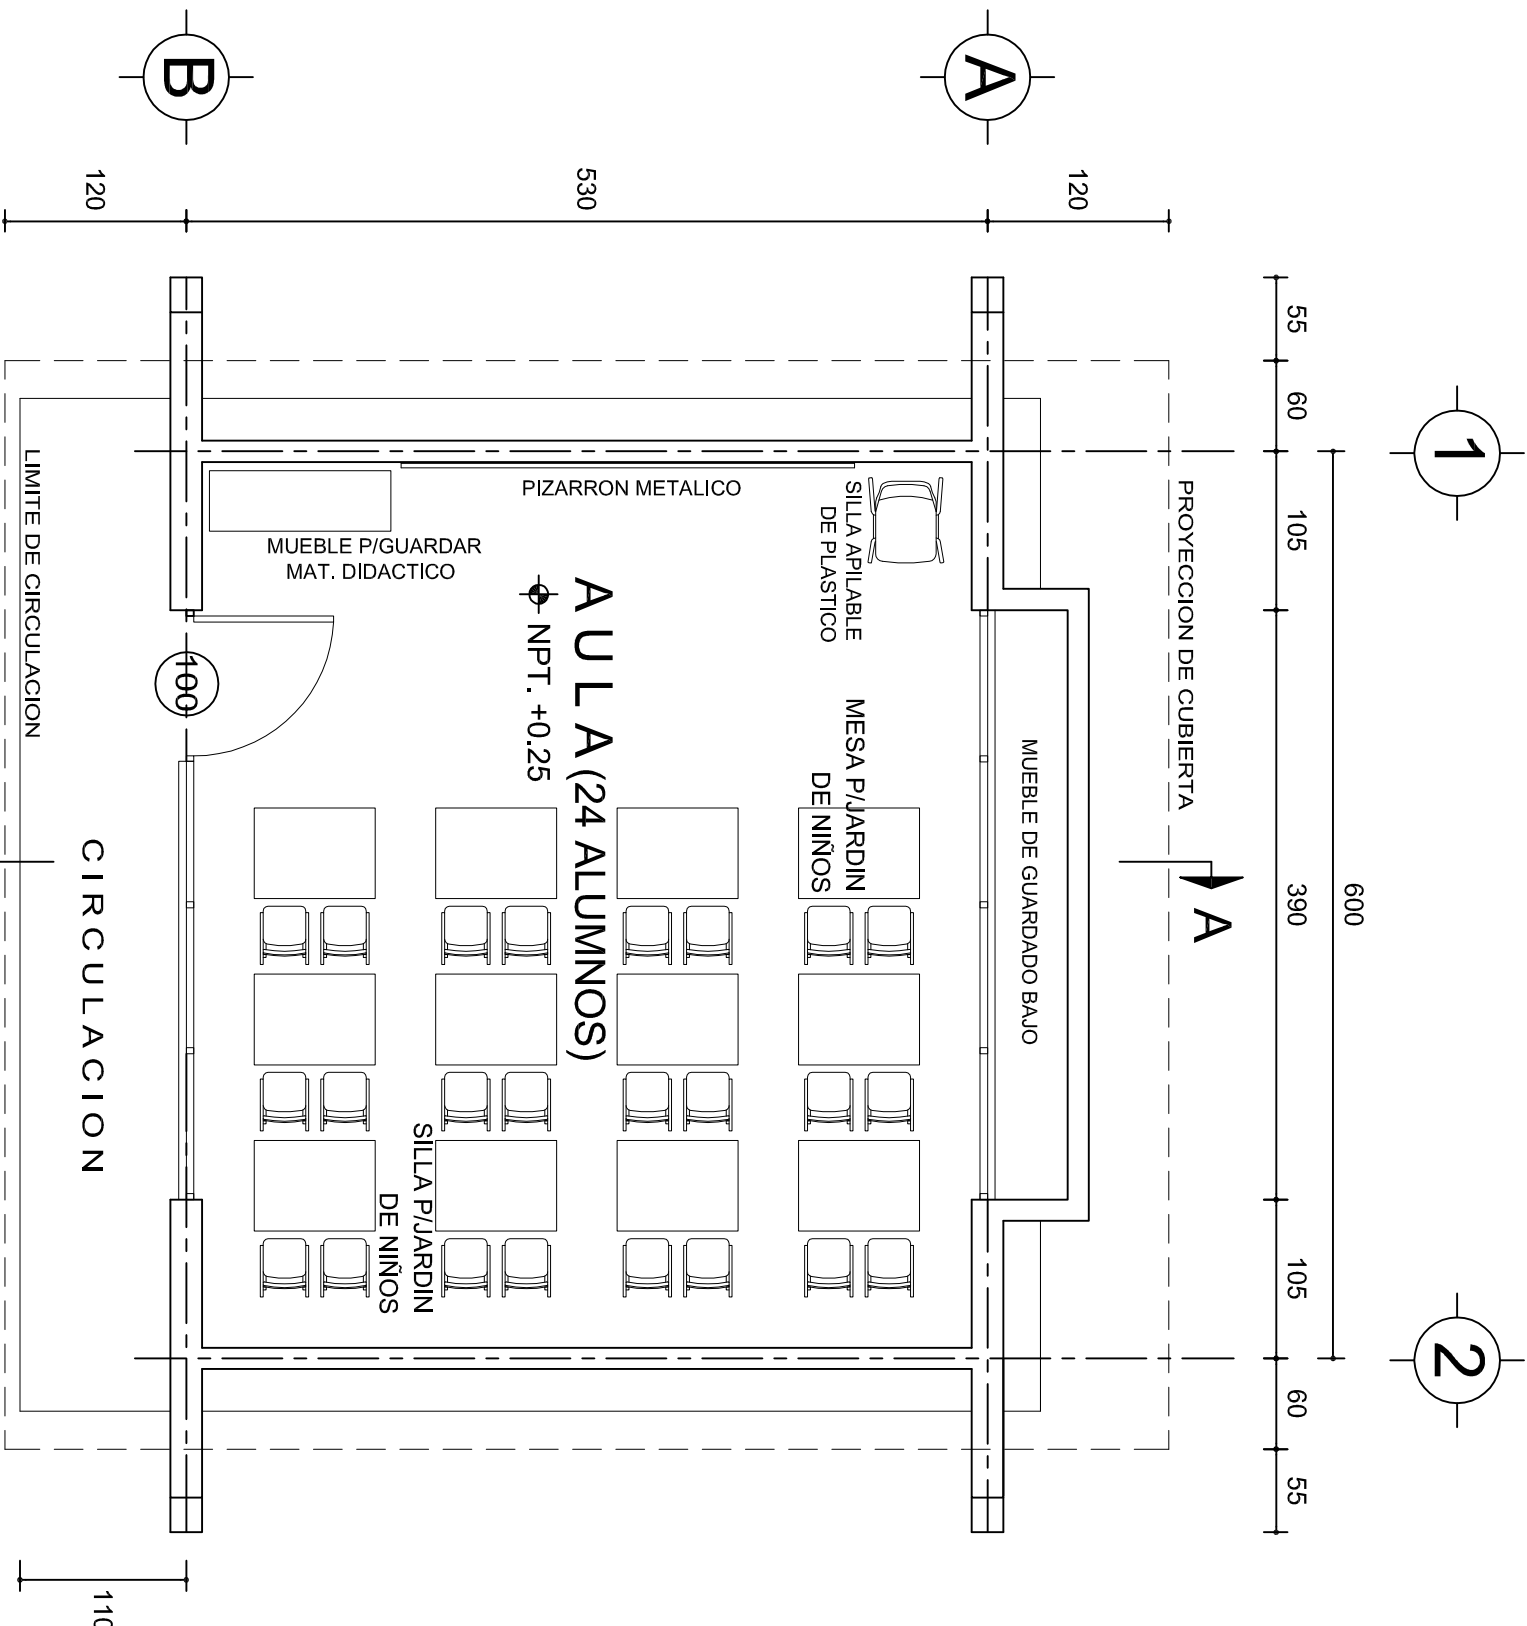 1
2
600
55
60
105
390
105
60
55
A
120
530
120
B
PROYECCION DE CUBIERTA
A
MUEBLE DE GUARDADO BAJO
SILLA APILABLE
DE PLASTICO
MESA P/JARDIN
DE NIÑOS
PIZARRON METALICO
A U L A (24 ALUMNOS)
NPT. +0.25
MUEBLE P/GUARDAR
MAT. DIDACTICO
SILLA P/JARDIN
DE NIÑOS
100
CIRCULACION
LIMITE DE CIRCULACION
110